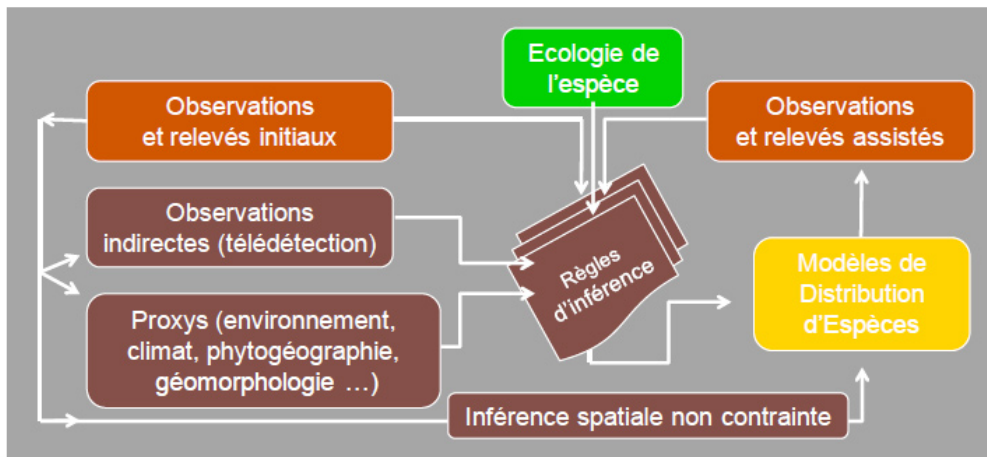 Ecologie de
l'espèce
Observations
et relevés initiaux
Observations
et relevés assistés
Observations
indirectes (télédétection)
Règles
d'inférence
Modèles de
Distribution
d'Espèces
Proxys (environnement,
climat, phytogéographie,
géomorphologie …)
Inférence spatiale non contrainte